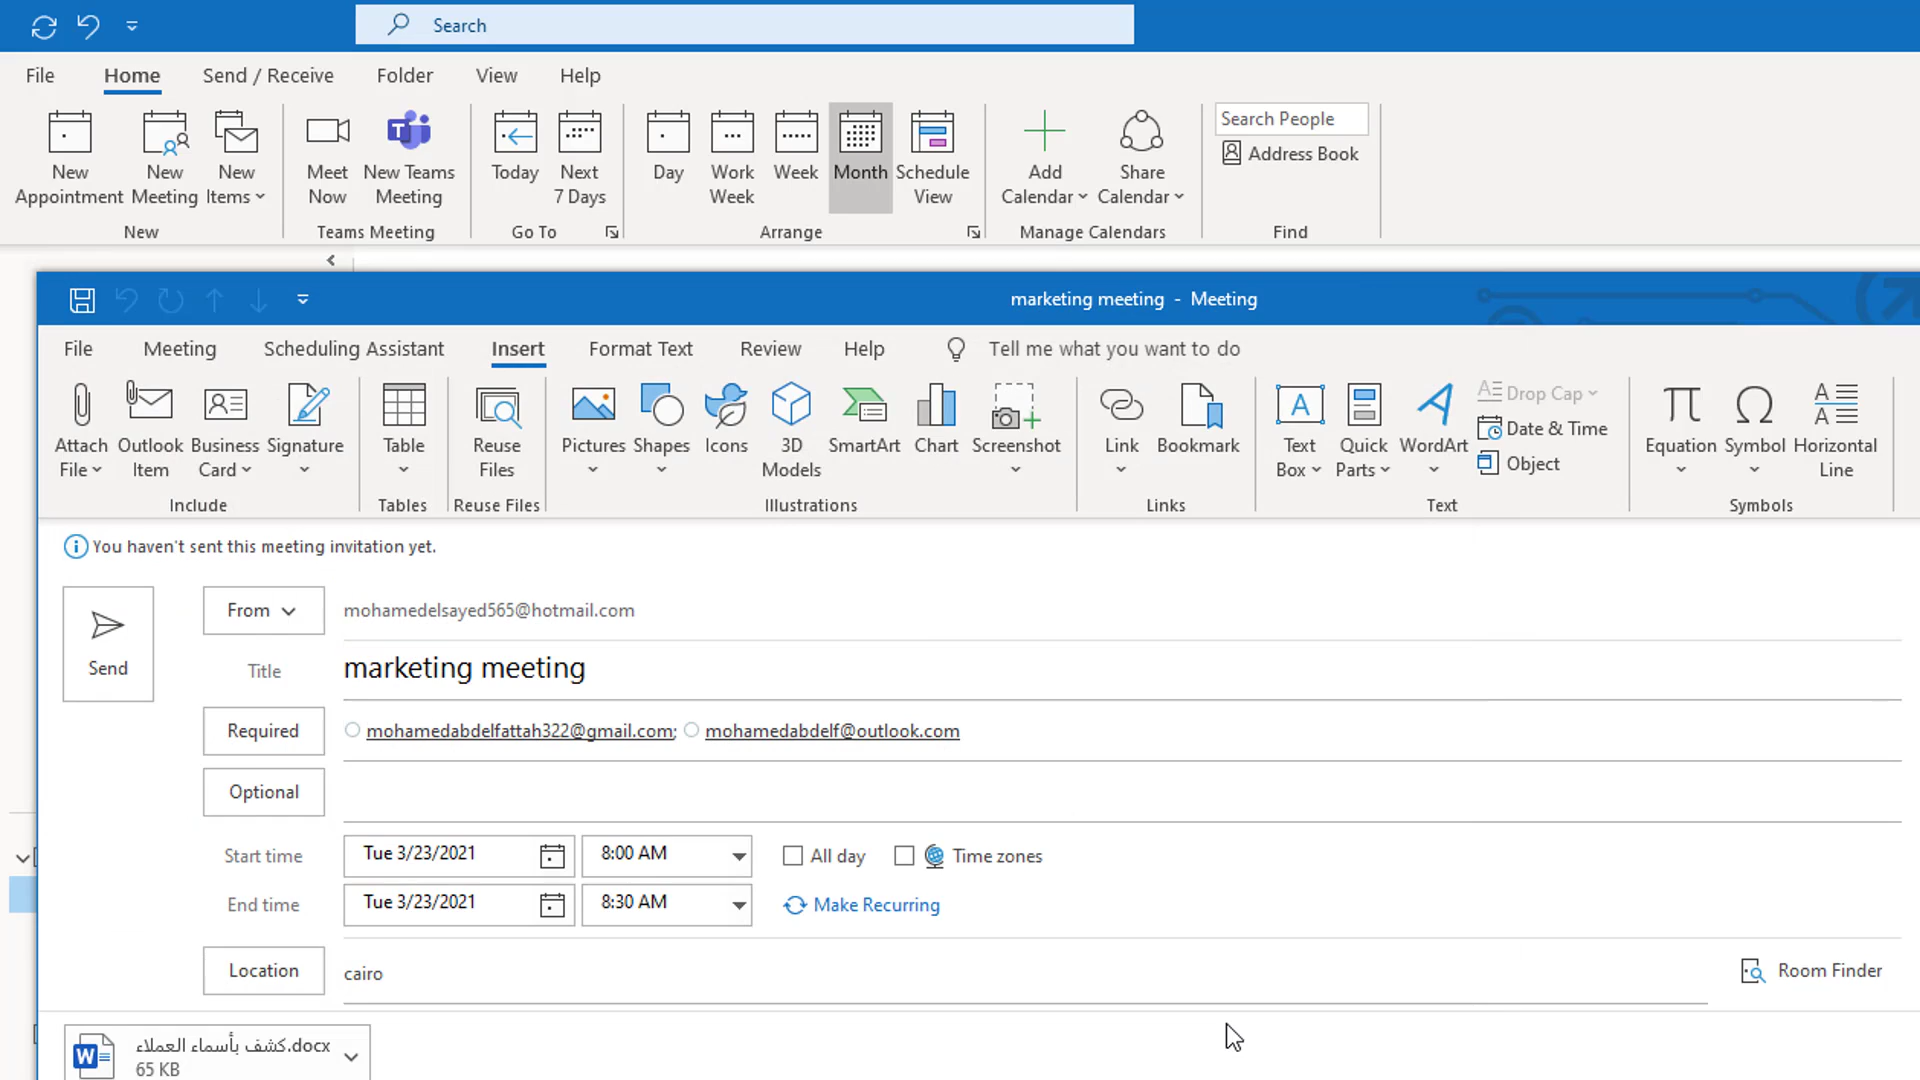 Search
File Home Send / Receive Folder View Help
New Appointment
New Meeting
New Items
New
Meet Now
New Teams Meeting
Teams Meeting
Today
Next 7 Days
Go To
Day
Work Week
Week
Month
Schedule View
Arrange
Add Calendar
Share Calendar
Manage Calendars
Search People
Address Book
Find
marketing meeting - Meeting
File Meeting Scheduling Assistant Insert Format Text Review Help Tell me what you want to do
Attach File
Outlook Item
Business Card
Signature
Include
Table
Tables
Reuse Files
Reuse Files
Pictures
Shapes
Icons
3D Models
SmartArt
Chart
Screenshot
Illustrations
Link
Bookmark
Links
Text Box
Quick Parts
WordArt
Drop Cap
Date & Time
Object
Text
Equation
Symbol
Horizontal Line
Symbols
You haven't sent this meeting invitation yet.
Send
From mohamedelsayed565@hotmail.com
Title marketing meeting
Required mohamedabdelfattah322@gmail.com; mohamedabdelf@outlook.com
Optional
Start time Tue 3/23/2021 8:00 AM All day Time zones
End time Tue 3/23/2021 8:30 AM Make Recurring
Location cairo Room Finder
كشف بأسماء العملاء.docx
65 KB